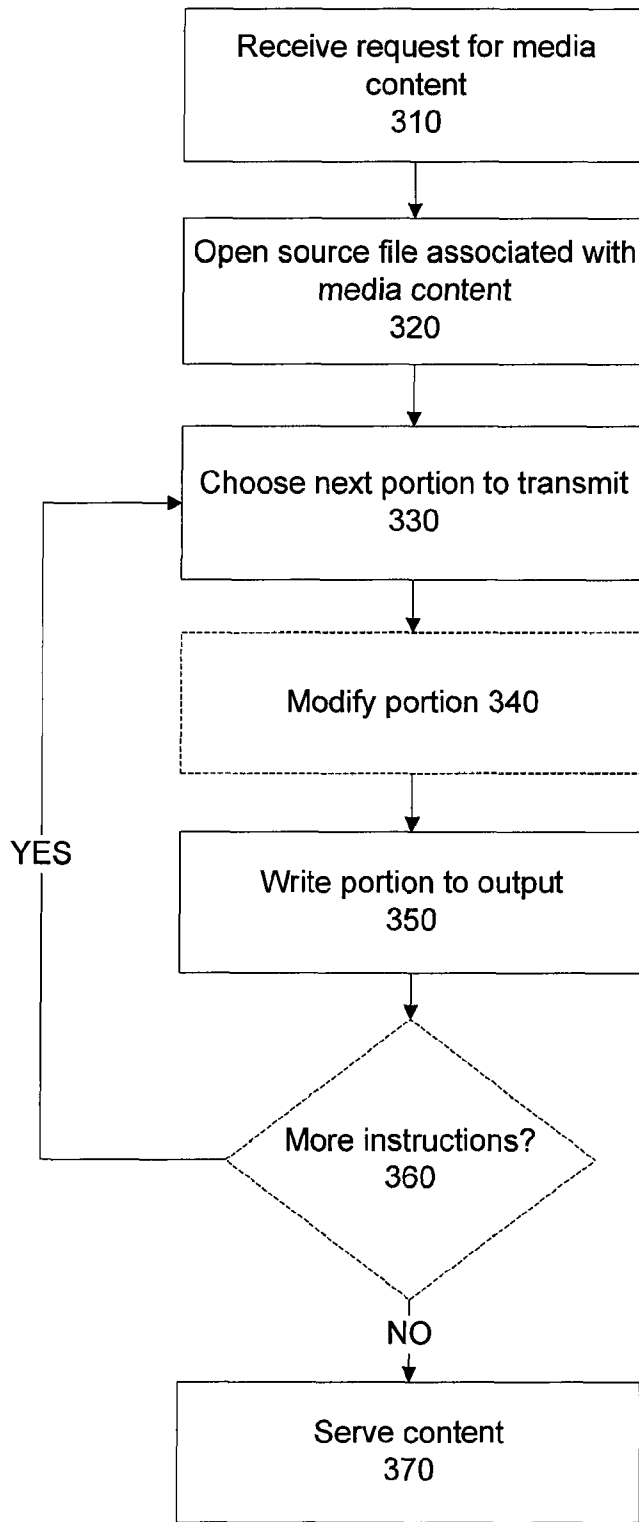 Receive request for media
content
310
Open source file associated with
media content
320
Choose next portion to transmit
330
Modify portion 340
YES
Write portion to output
350
More instructions?
360
NO
Serve content
370